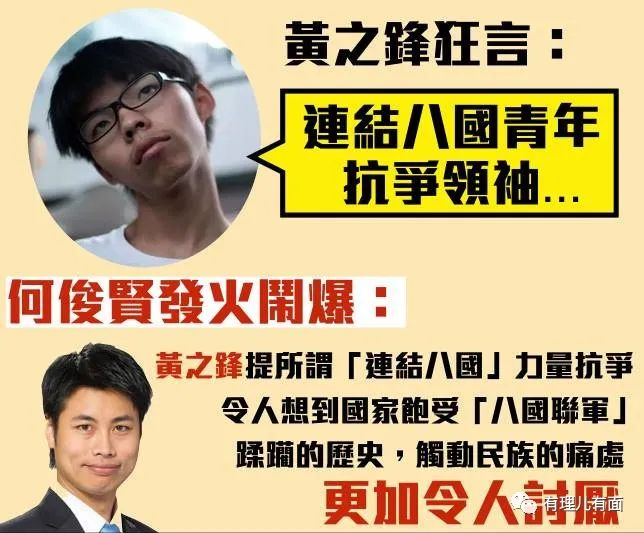 黃之鋒狂言：
連結八國青年
抗爭領袖...
何俊賢發火鬧爆：
黃之鋒提所謂「連結八國」力量抗爭
令人想到國家飽受「八國聯軍」
蹂躪的歷史，觸動民族的痛處
更加令人討厭
有理儿有面